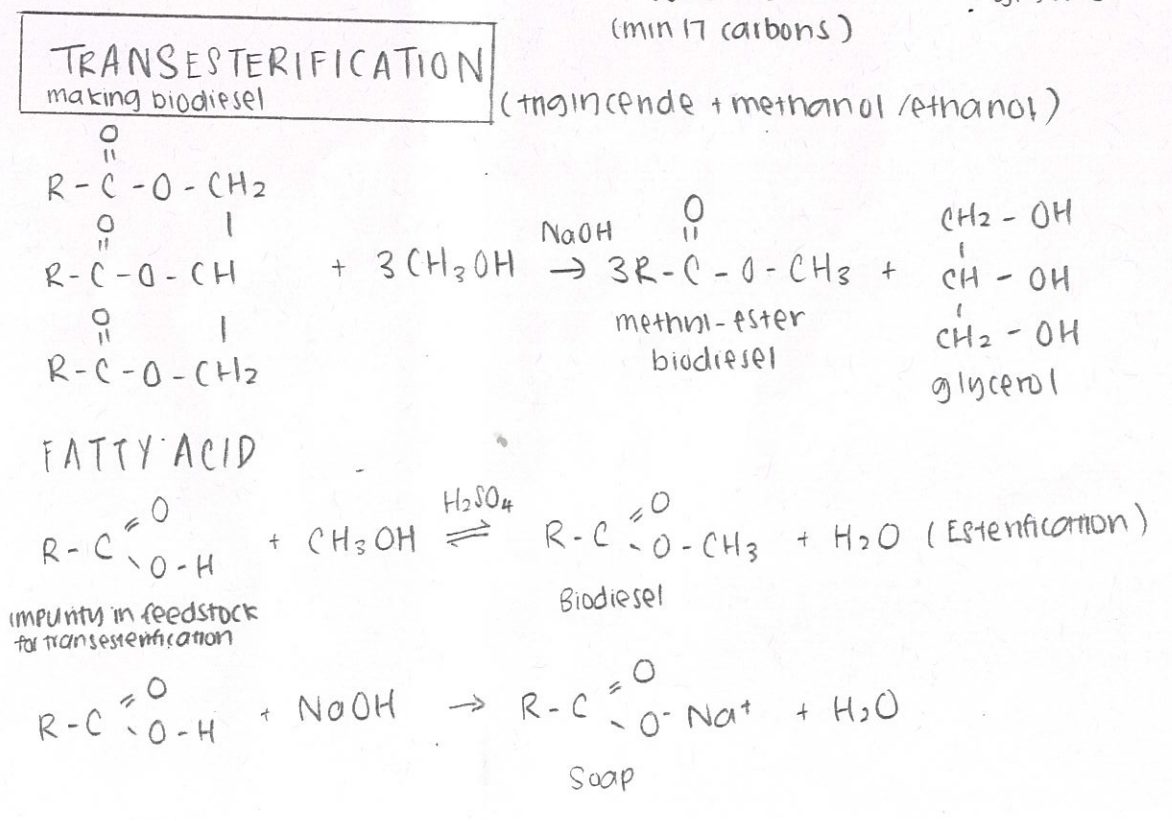 (min 17 carbons)
TRANSESTERIFICATION
making biodiesel
(triglyceride + methanol /ethanol)
O
||
R - C - O - CH2
O |
||
R - C - O - CH + 3 CH3OH NaOH → 3R - C - O - CH3 + CH - OH
O | O CH2 - OH
|| || CH2 - OH
R - C - O - CH2 methyl-ester
biodiesel glycerol
FATTY ACID
R - C = O - O - H + CH3OH H2SO4 ⇌ R - C = O - O - CH3 + H2O (Esterification)
impurity in feedstock Biodiesel
for transesterification
R - C = O - O - H + NaOH → R - C = O - O- Na+ + H2O
Soap